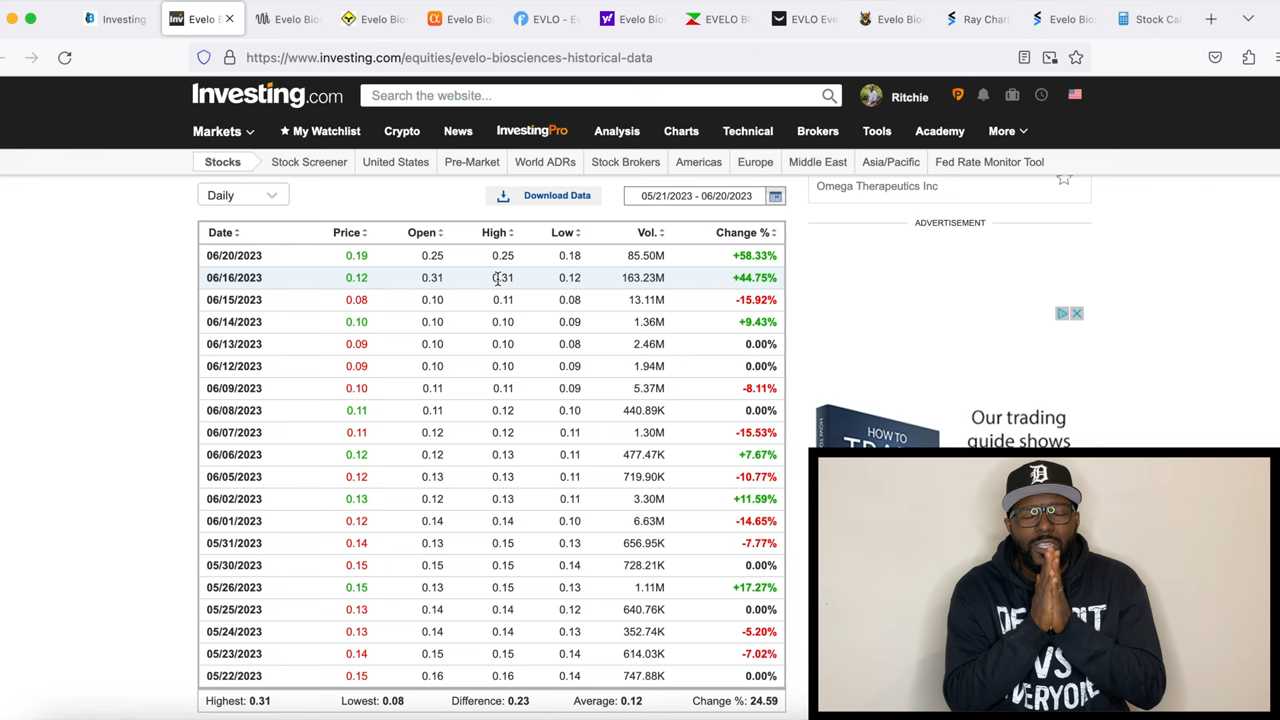 Investing
Evelo B
Evelo Bio
Evelo Bios
Evelo Bios
EVLO - E
Evelo Bios
EVELO B
EVLO Eve
Evelo Bio
Ray Char
Evelo Bio
Stock Cal
https://www.investing.com/equities/evelo-biosciences-historical-data
Investing.com
Search the website...
Ritchie
Markets
★ My Watchlist
Crypto
News
InvestingPro
Analysis
Charts
Technical
Brokers
Tools
Academy
More
Stocks
Stock Screener
United States
Pre-Market
World ADRs
Stock Brokers
Americas
Europe
Middle East
Asia/Pacific
Fed Rate Monitor Tool
Daily
Download Data
05/21/2023 - 06/20/2023
Omega Therapeutics Inc
ADVERTISEMENT
Date Price Open High Low Vol. Change %
06/20/2023 0.19 0.25 0.25 0.18 85.50M +58.33%
06/16/2023 0.12 0.31 0.31 0.12 163.23M +44.75%
06/15/2023 0.08 0.10 0.11 0.08 13.11M -15.92%
06/14/2023 0.10 0.10 0.10 0.09 1.36M +9.43%
06/13/2023 0.09 0.10 0.10 0.08 2.46M 0.00%
06/12/2023 0.09 0.10 0.10 0.09 1.94M 0.00%
06/09/2023 0.10 0.11 0.11 0.09 5.37M -8.11%
06/08/2023 0.11 0.11 0.12 0.10 440.89K 0.00%
06/07/2023 0.11 0.12 0.12 0.11 1.30M -15.53%
06/06/2023 0.12 0.12 0.13 0.11 477.47K +7.67%
06/05/2023 0.12 0.13 0.13 0.11 719.90K -10.77%
06/02/2023 0.13 0.12 0.13 0.11 3.30M +11.59%
06/01/2023 0.12 0.14 0.14 0.10 6.63M -14.65%
05/31/2023 0.14 0.13 0.15 0.13 656.95K -7.77%
05/30/2023 0.15 0.15 0.15 0.14 728.21K 0.00%
05/26/2023 0.15 0.13 0.15 0.14 1.11M +17.27%
05/25/2023 0.13 0.14 0.14 0.12 640.76K 0.00%
05/24/2023 0.13 0.14 0.14 0.13 352.74K -5.20%
05/23/2023 0.14 0.15 0.15 0.14 614.03K -7.02%
05/22/2023 0.15 0.16 0.16 0.14 747.88K 0.00%
Highest: 0.31 Lowest: 0.08 Difference: 0.23 Average: 0.12 Change %: 24.59
HOW TO
Our trading
guide shows
D
VS